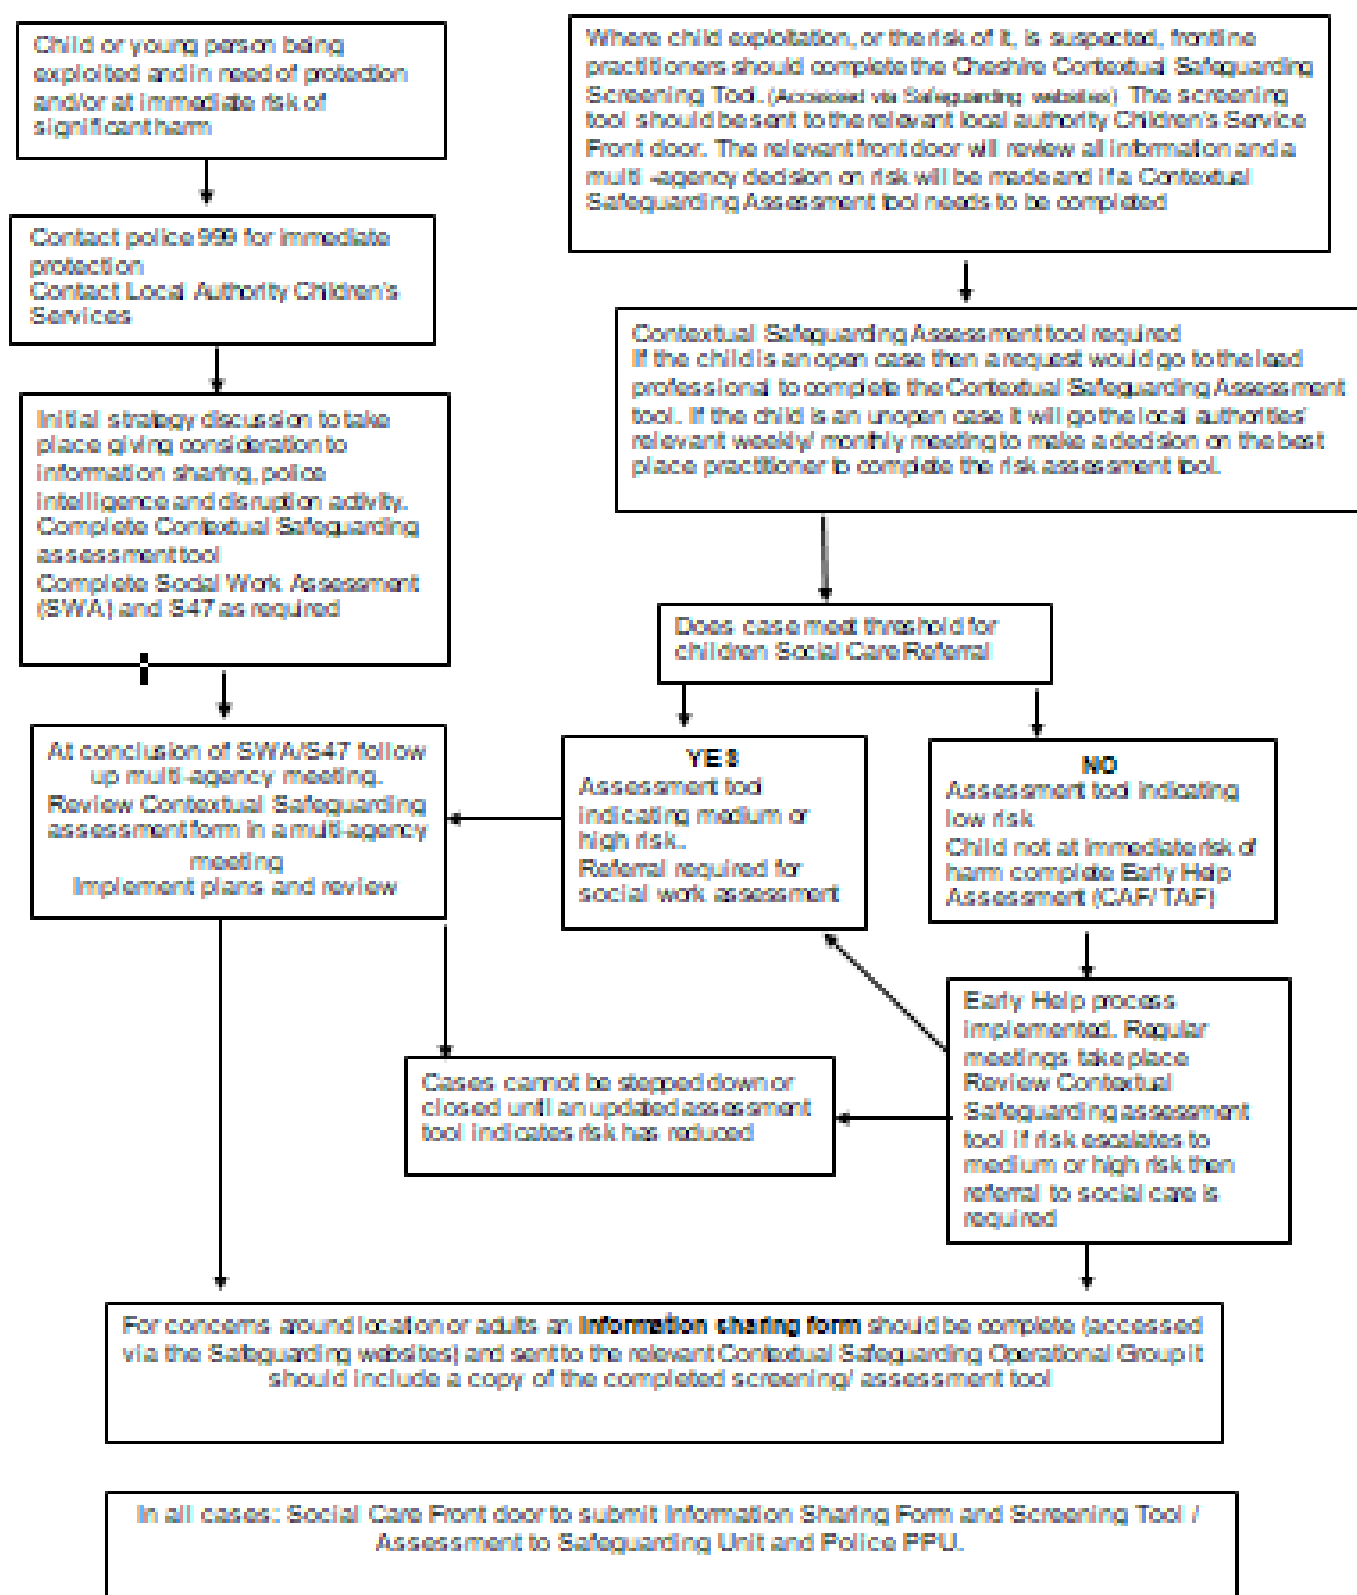 Child or young person being
exploited and in need of protection
and/or at immediate risk of
significant harm
Where child exploitation, or the risk of it, is suspected, frontline
practitioners should complete the Cheshire Contextual Safeguarding
Screening Tool. (Accessed via Safeguarding websites) The screening
tool should be sent to the relevant local authority Children's Service
Front door. The relevant front door will review all information and a
multi -agency decision on risk will be made and if a Contextual
Safeguarding Assessment tool needs to be completed
Contact police 999 for immediate
protection
Contact Local Authority Children's
Services
Contextual Safeguarding Assessment tool required
If the child is an open case then a request would go to the lead
professional to complete the Contextual Safeguarding Assessment
tool. If the child is an unopen case it will go the local authorities'
relevant weekly/ monthly meeting to make a decision on the best
place practitioner to complete the risk assessment tool.
Initial strategy discussion to take
place giving consideration to
information sharing, police
intelligence and disruption activity.
Complete Contextual Safeguarding
assessment tool
Complete Social Work Assessment
(SWA) and S47 as required
Does case meet threshold for
children Social Care Referral
At conclusion of SWA/S47 follow
up multi-agency meeting.
Review Contextual Safeguarding
assessment form in a multi-agency
meeting
Implement plans and review
YES
Assessment tool
indicating medium or
high risk.
Referral required for
social work assessment
NO
Assessment tool indicating
low risk
Child not at immediate risk of
harm complete Early Help
Assessment (CAF/TAF)
Early Help process
implemented. Regular
meetings take place
Review Contextual
Safeguarding assessment
tool if risk escalates to
medium or high risk then
referral to social care is
required
Cases cannot be stepped down or
closed until an updated assessment
tool indicates risk has reduced
For concerns around location or adults an Information sharing form should be complete (accessed
via the Safeguarding websites) and sent to the relevant Contextual Safeguarding Operational Group it
should include a copy of the completed screening/ assessment tool
In all cases: Social Care Front door to submit Information Sharing Form and Screening Tool /
Assessment to Safeguarding Unit and Police PPU.